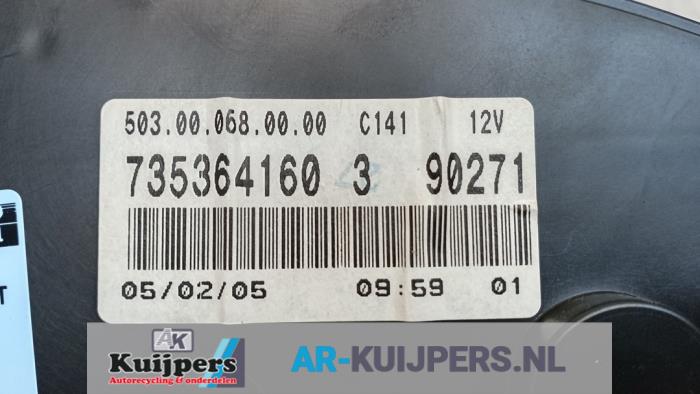 503.00.068.00.00 C141 12V
735364160 3 90271
05/02/05 09:59 01
T
AK
Kuijpers
Autorecycling & onderdelen
AR-KUIJPERS.NL